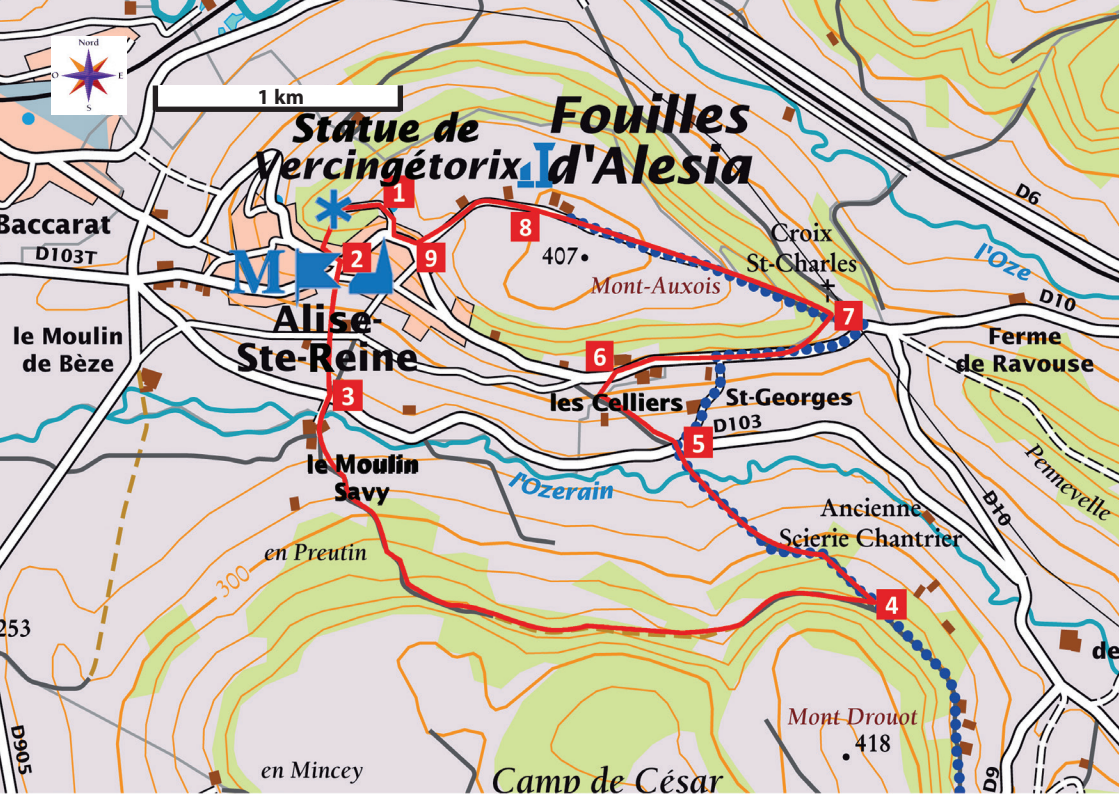 Nord
O E
S
1 km
Statue de
Vercingétorix
Fouilles
d'Alesia
D6
1
Baccarat
D103T
8
Croix
St-Charles
l'Oze
2
9
407
Mont-Auxois
M
D10
Alise-
Ste-Reine
7
le Moulin
de Bèze
Ferme
de Ravouse
6
3
les Celliers
St-Georges
D103
5
le Moulin
Savy
l'Ozerain
Pennevelle
D10
Ancienne
Scierie Chantrier
en Preutin
300
4
253
de
Mont Drouot
418
D905
en Mincey
Camp de César
D9